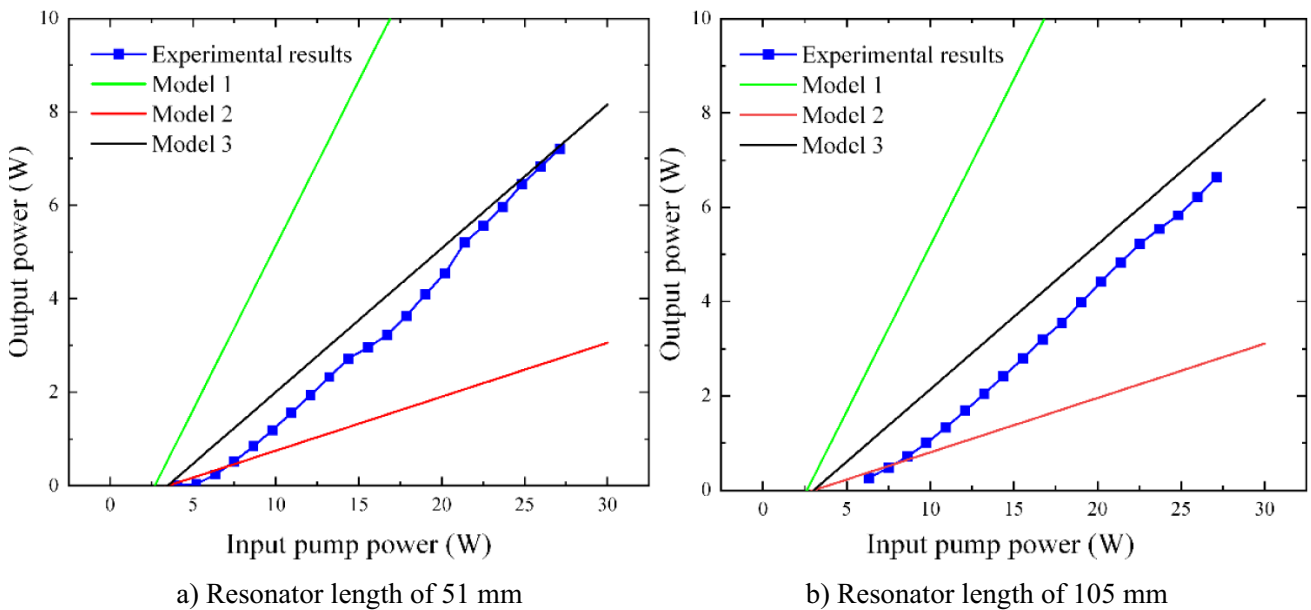 10
8
6
4
2
0
Output power (W)
Experimental results
Model 1
Model 2
Model 3
0 5 10 15 20 25 30
Input pump power (W)
a) Resonator length of 51 mm
10
8
6
4
2
0
Output power (W)
Experimental results
Model 1
Model 2
Model 3
0 5 10 15 20 25 30
Input pump power (W)
b) Resonator length of 105 mm